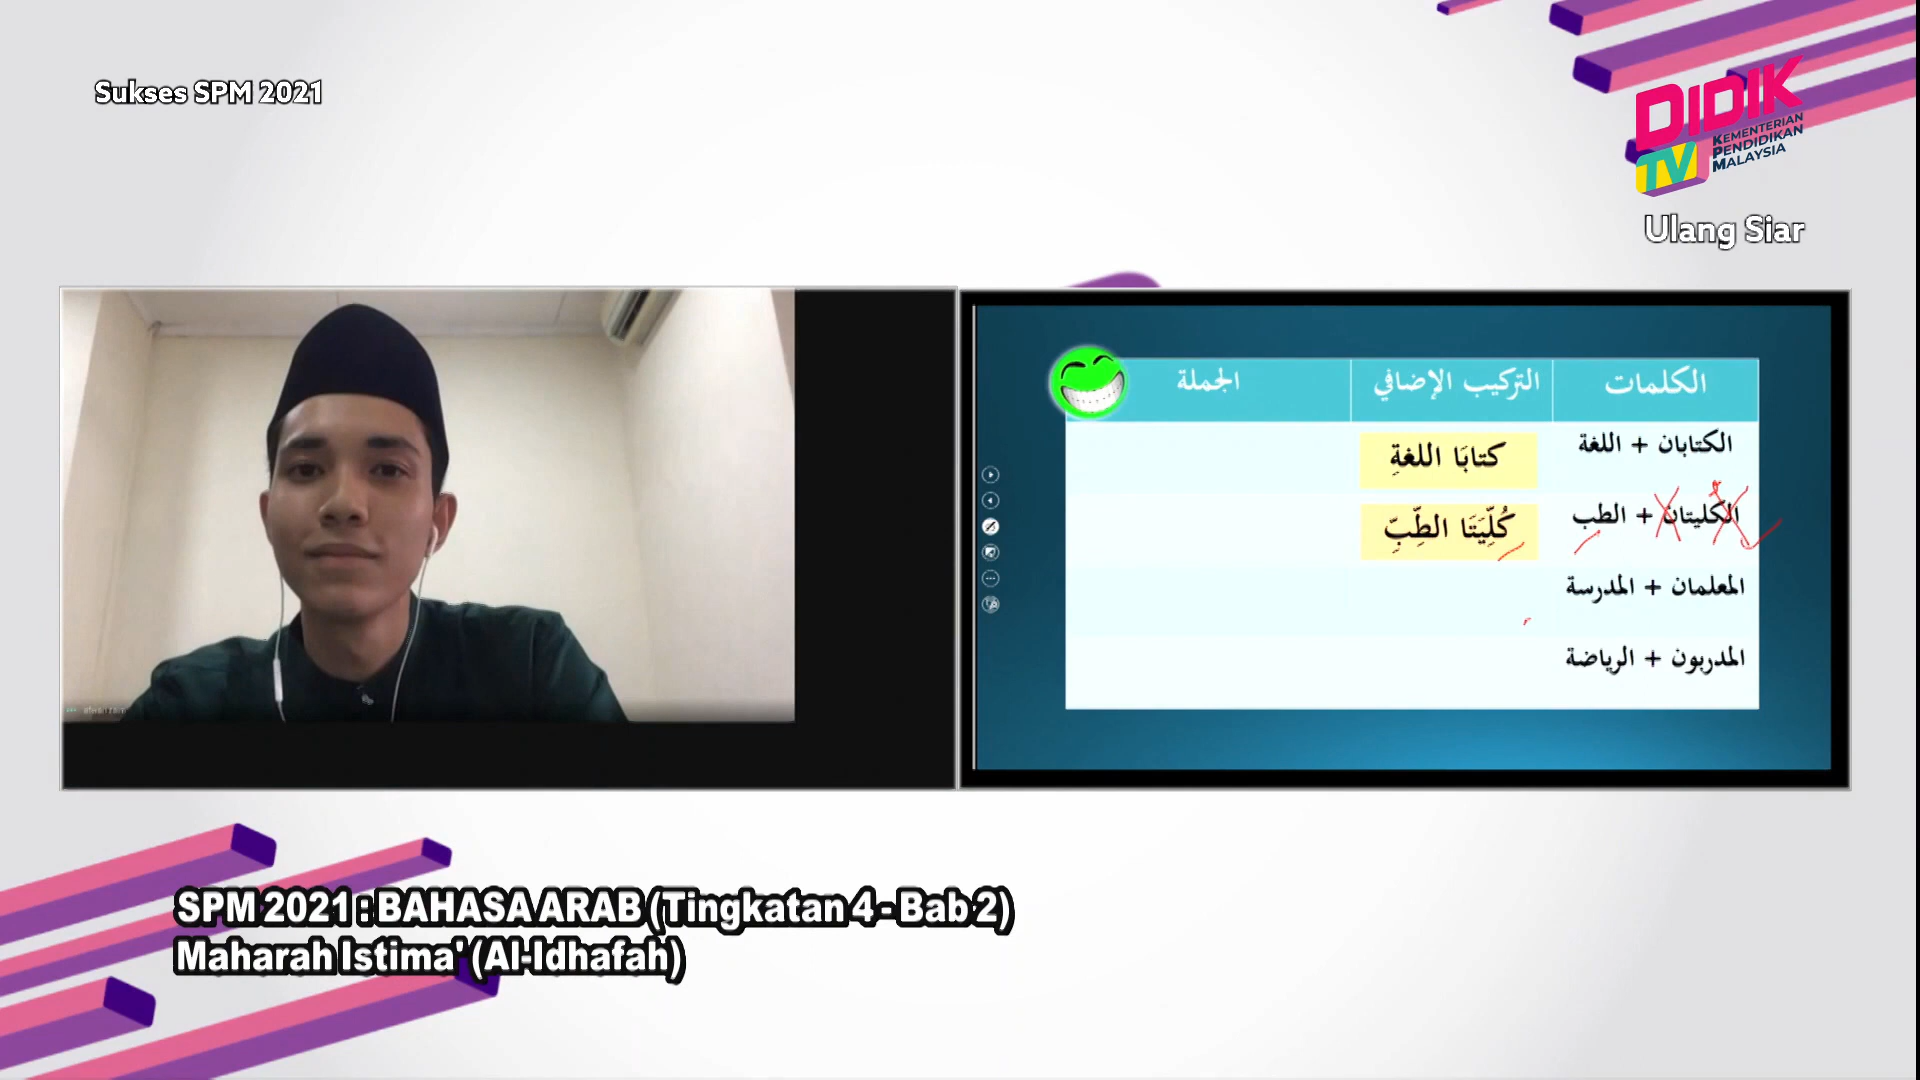 Sukses SPM 2021
DIDIK
TV
KEMENTERIAN
PENDIDIKAN
MALAYSIA
Ulang Siar
الكلمات
التركيب الإضافي
الجملة
الكتابان + اللغة
كتابَا اللغةِ
الكليتان + الطب
كُلِّيَتَا الطِّبِّ
المعلمان + المدرسة
المدربون + الرياضة
SPM 2021 : BAHASA ARAB (Tingkatan 4 - Bab 2)
Maharah Istima' (Al-Idhafah)